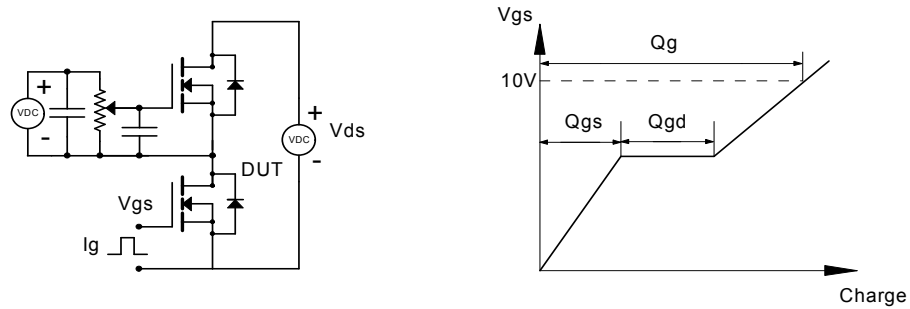 +
VDC
-
+
VDC
-
Vds
DUT
Vgs
Ig
Vgs
Qg
10V
Qgs
Qgd
Charge